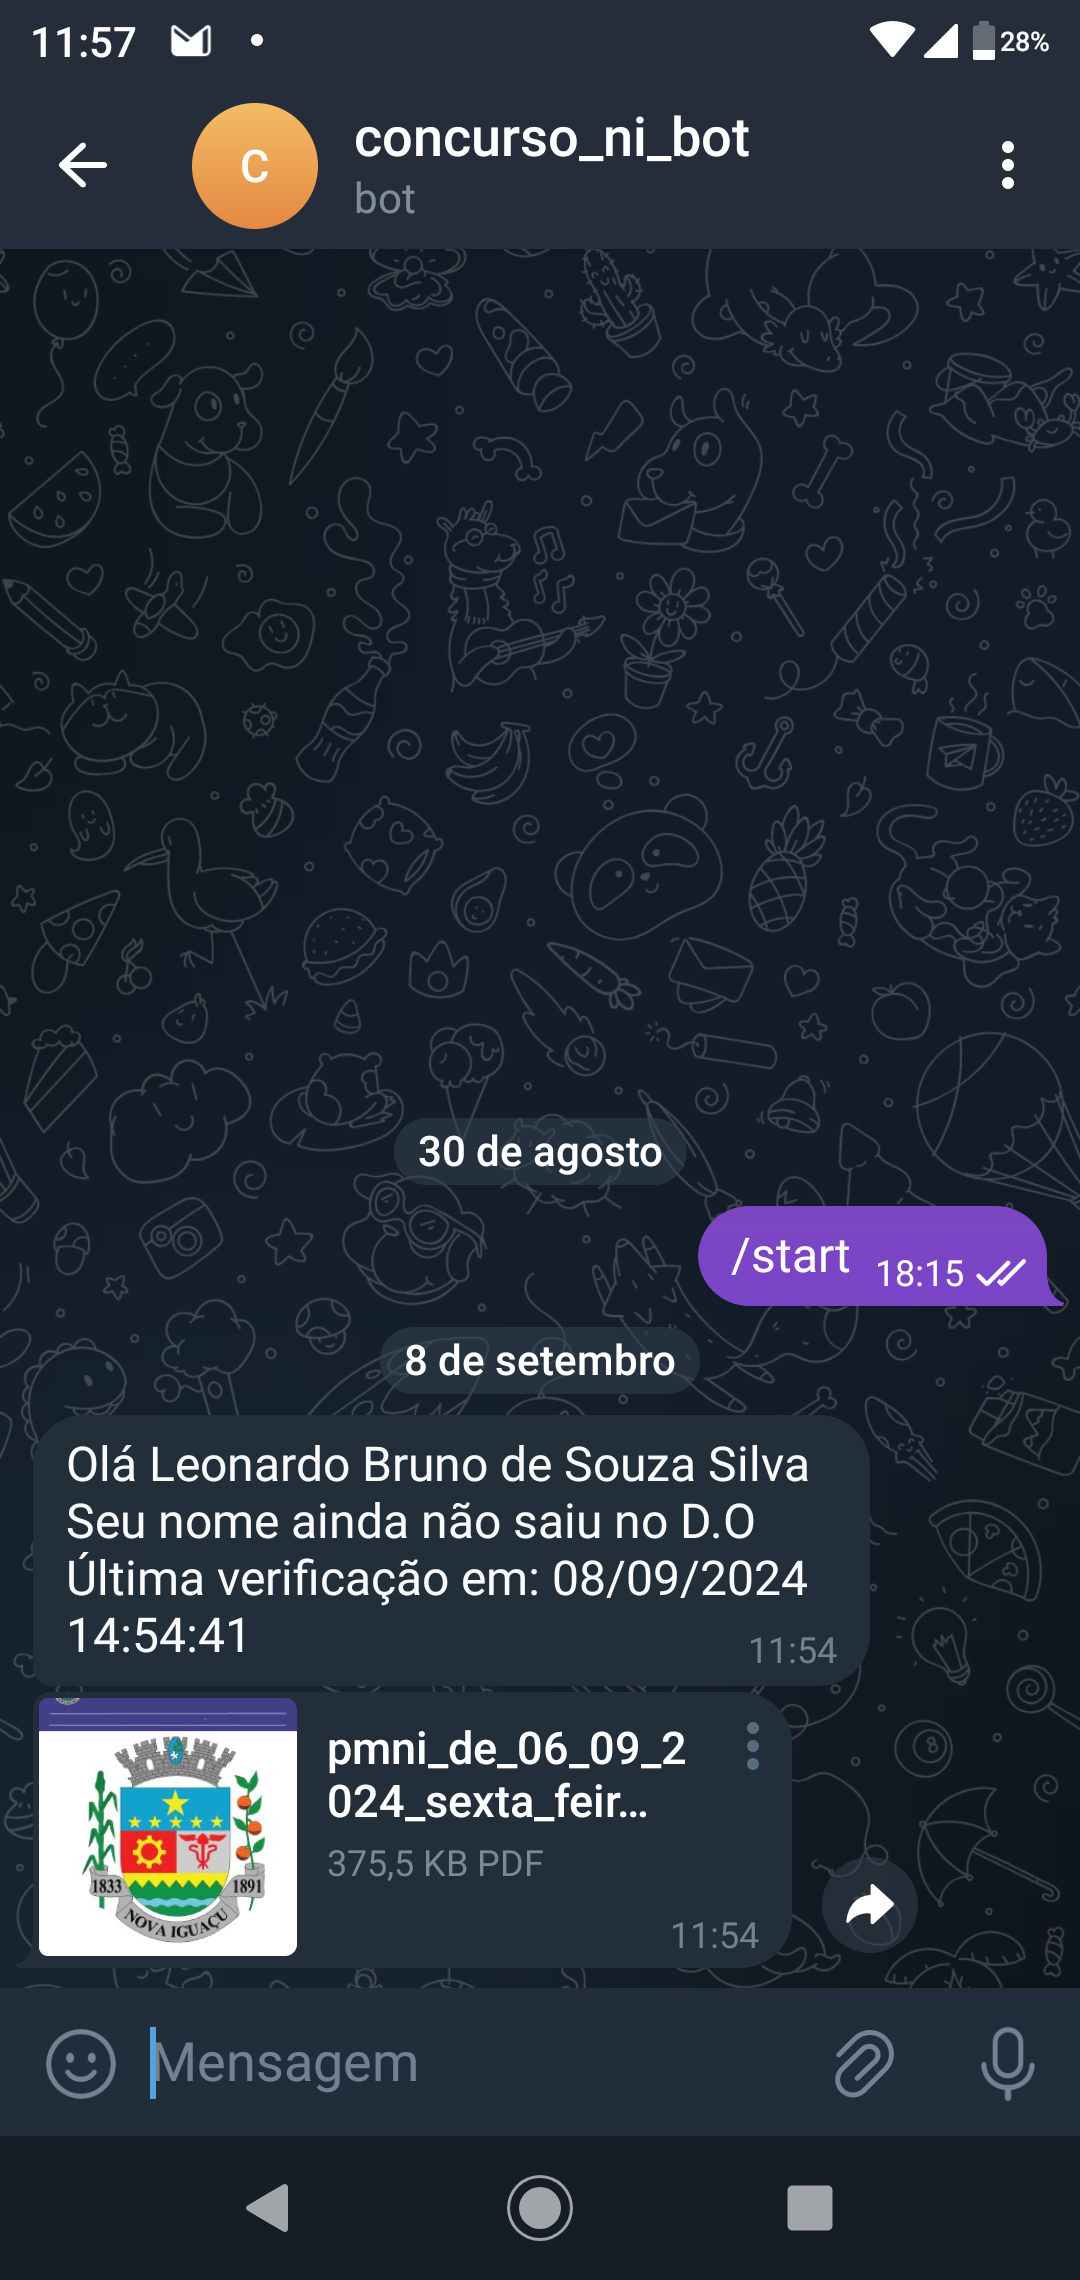 11:57
28%
C
concurso_ni_bot
bot
30 de agosto
/start 18:15
8 de setembro
Olá Leonardo Bruno de Souza Silva
Seu nome ainda não saiu no D.O
Última verificação em: 08/09/2024
14:54:41
11:54
pmni_de_06_09_2
024_sexta_feir...
375,5 KB PDF
11:54
1833
1891
NOVA IGUAÇU
Mensagem